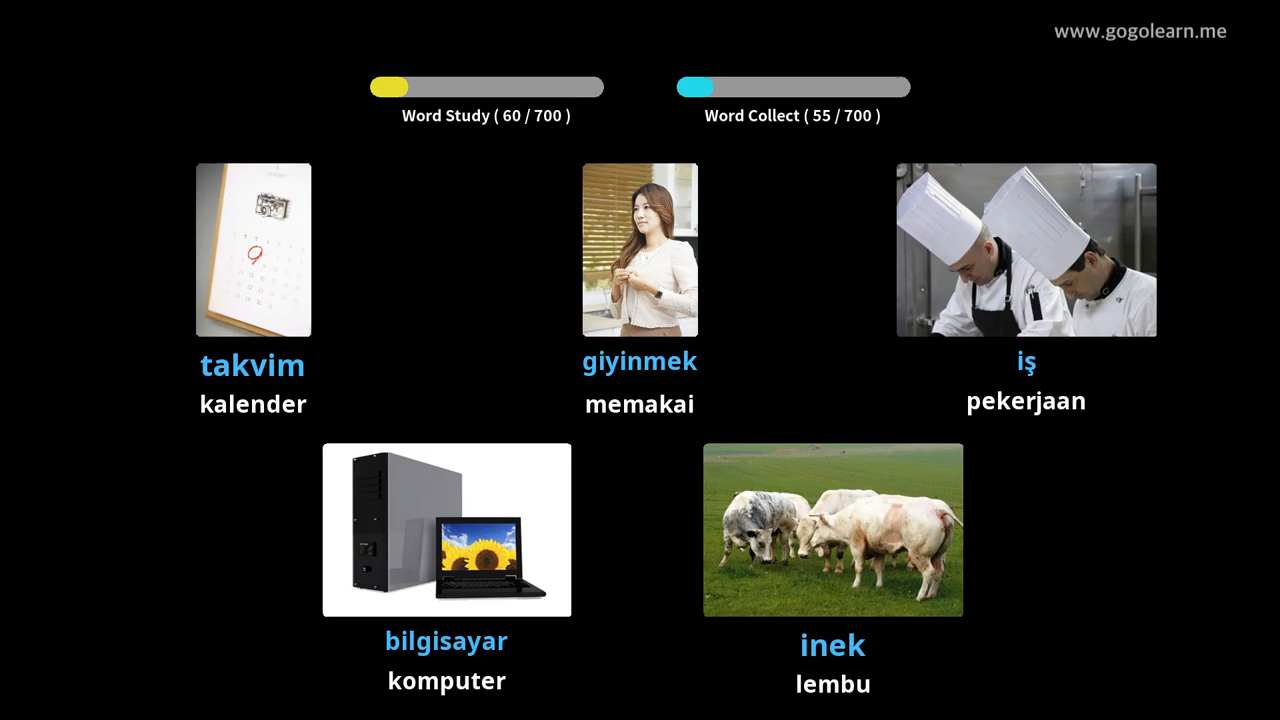 www.gogolearn.me
Word Study ( 60 / 700 )
Word Collect ( 55 / 700 )
takvim
kalender
giyinmek
memakai
iş
pekerjaan
bilgisayar
komputer
inek
lembu